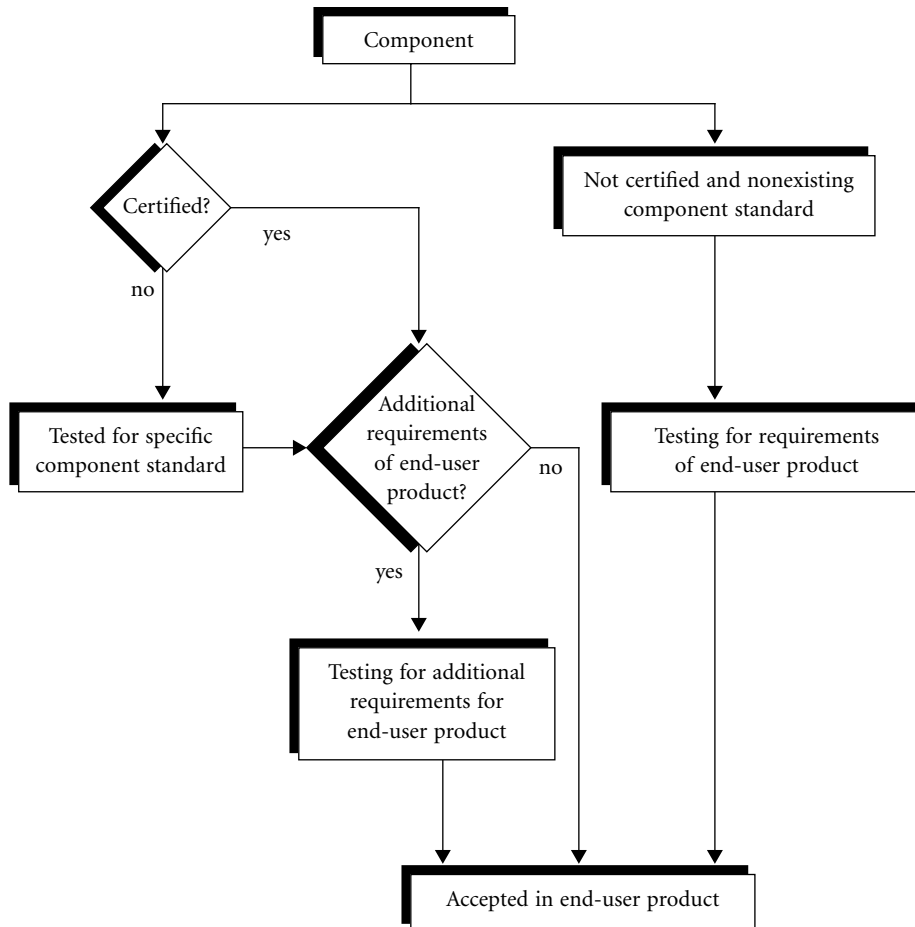 Component
Certified?
yes
no
Not certified and nonexisting
component standard
Tested for specific
component standard
Additional
requirements
of end-user
product?
no
yes
Testing for requirements
of end-user product
Testing for additional
requirements for
end-user product
Accepted in end-user product